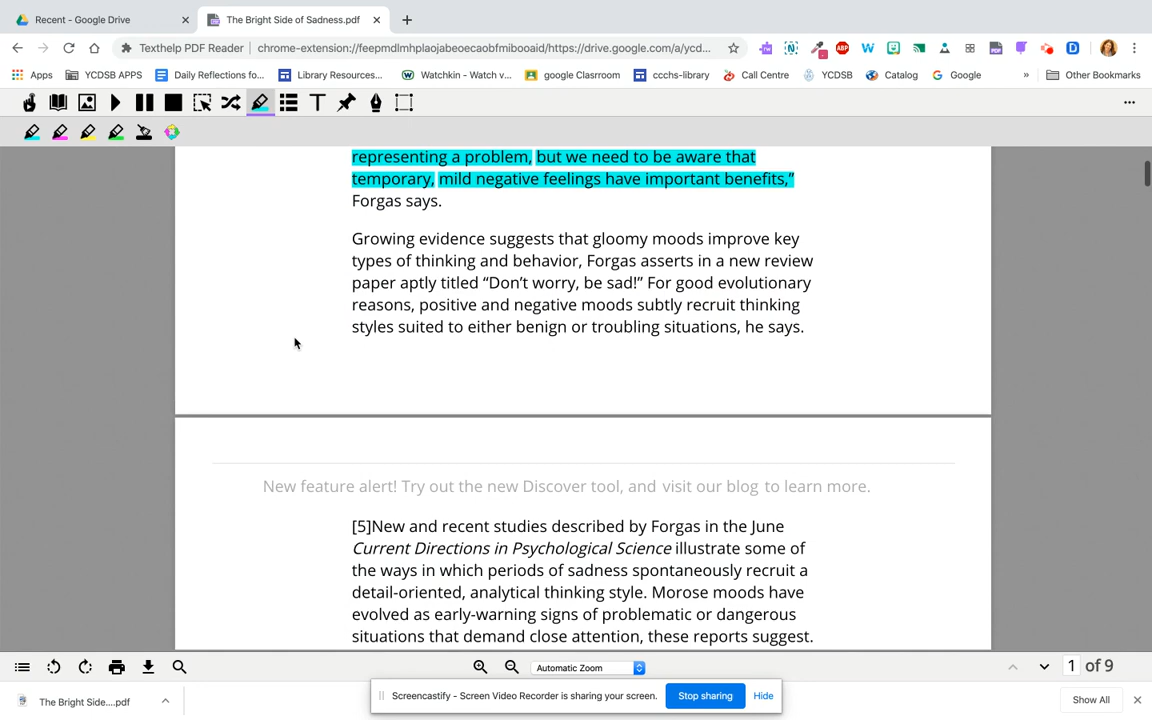 Recent - Google Drive
The Bright Side of Sadness.pdf
Texthelp PDF Reader
chrome-extension://feepmdlmhplaojabeoecaobfmibooaid/https://drive.google.com/a/ycd...
Apps YCDSB APPS Daily Reflections fo... Library Resources... Watchkin - Watch v... google Clasrroom ccchs-library Call Centre YCDSB Catalog Google » Other Bookmarks
representing a problem, but we need to be aware that
temporary, mild negative feelings have important benefits,”
Forgas says.
Growing evidence suggests that gloomy moods improve key
types of thinking and behavior, Forgas asserts in a new review
paper aptly titled “Don’t worry, be sad!” For good evolutionary
reasons, positive and negative moods subtly recruit thinking
styles suited to either benign or troubling situations, he says.
New feature alert! Try out the new Discover tool, and visit our blog to learn more.
[5]New and recent studies described by Forgas in the June
Current Directions in Psychological Science illustrate some of
the ways in which periods of sadness spontaneously recruit a
detail-oriented, analytical thinking style. Morose moods have
evolved as early-warning signs of problematic or dangerous
situations that demand close attention, these reports suggest.
Automatic Zoom
1 of 9
The Bright Side....pdf
Screencastify - Screen Video Recorder is sharing your screen.
Stop sharing
Hide
Show All